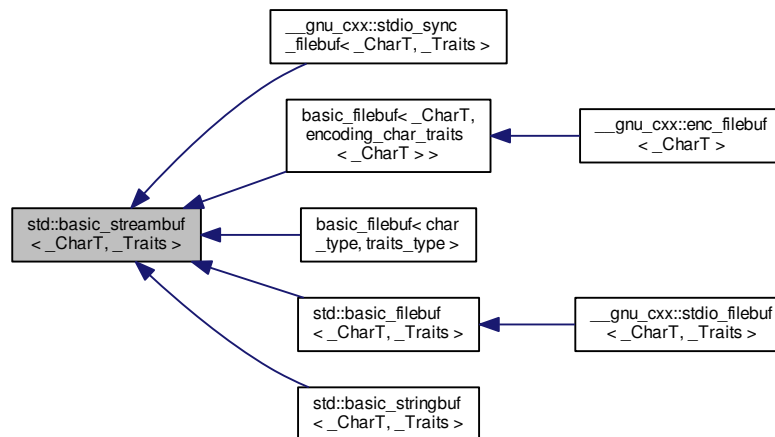 __gnu_cxx::stdio_sync
_filebuf< _CharT, _Traits >
basic_filebuf< _CharT,
encoding_char_traits
< _CharT > >
__gnu_cxx::enc_filebuf
< _CharT >
std::basic_streambuf
< _CharT, _Traits >
basic_filebuf< char
_type, traits_type >
std::basic_filebuf
< _CharT, _Traits >
__gnu_cxx::stdio_filebuf
< _CharT, _Traits >
std::basic_stringbuf
< _CharT, _Traits >